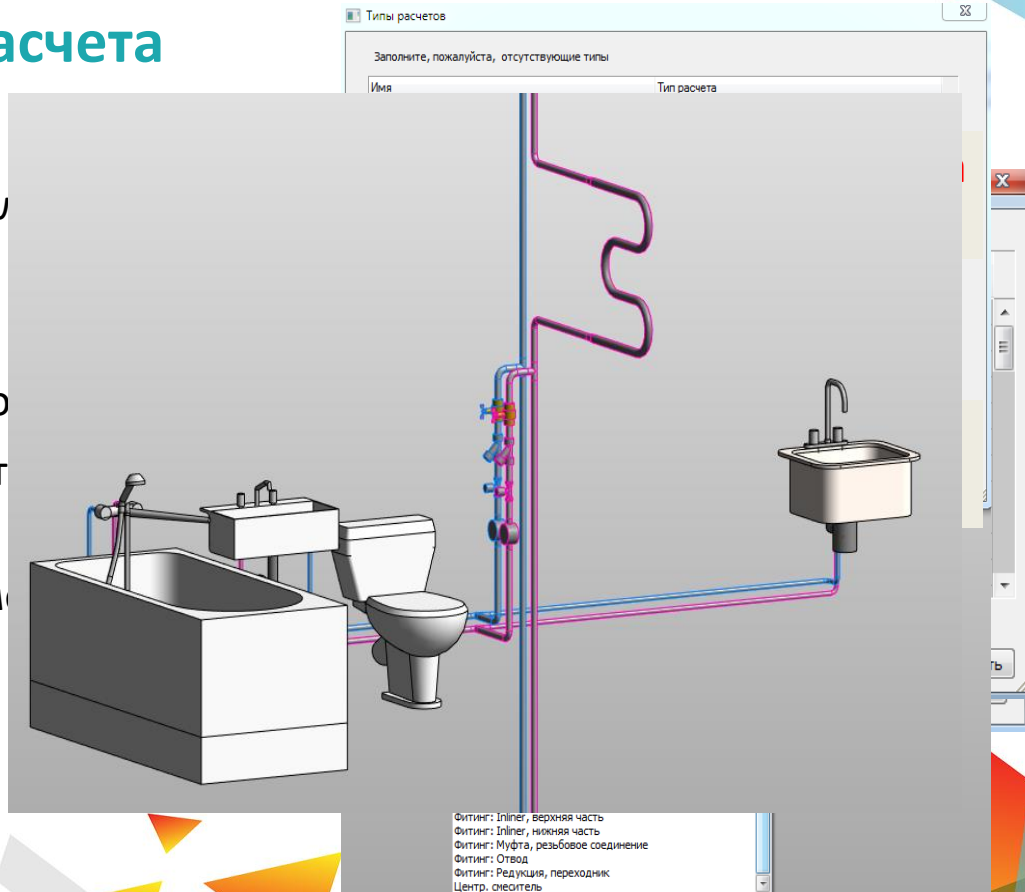 асчета
Типы расчетов
Заполните, пожалуйста, отсутствующие типы
Имя Тип расчета
Фитинг: Inliner, верхняя часть
Фитинг: Inliner, нижняя часть
Фитинг: Муфта, резьбовое соединение
Фитинг: Отвод
Фитинг: Редукция, переходник
Центр. смеситель
ть